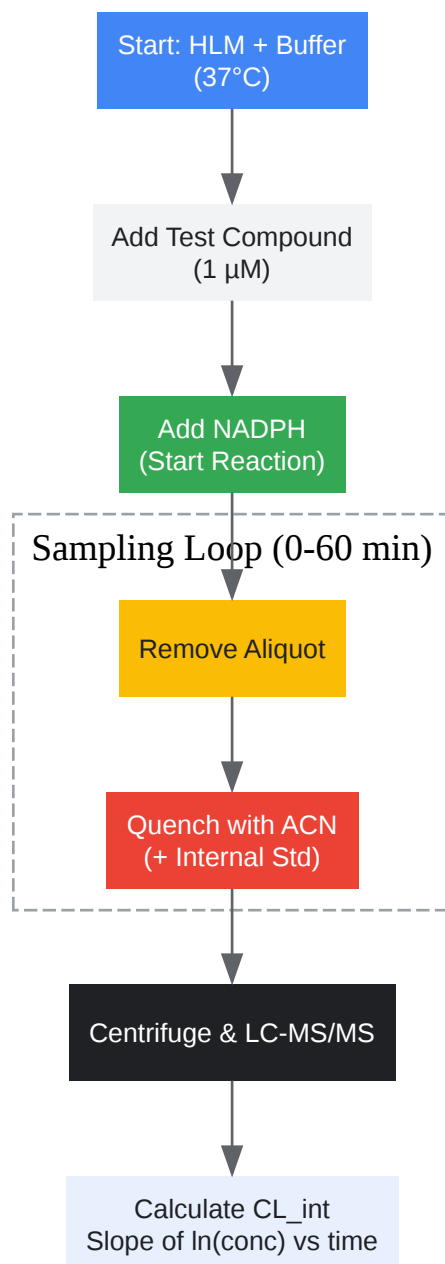 Start: HLM + Buffer
(37°C)
Add Test Compound
(1 µM)
Add NADPH
(Start Reaction)
Sampling Loop (0-60 min)
Remove Aliquot
Quench with ACN
(+ Internal Std)
Centrifuge & LC-MS/MS
Calculate CL_int
Slope of ln(conc) vs time